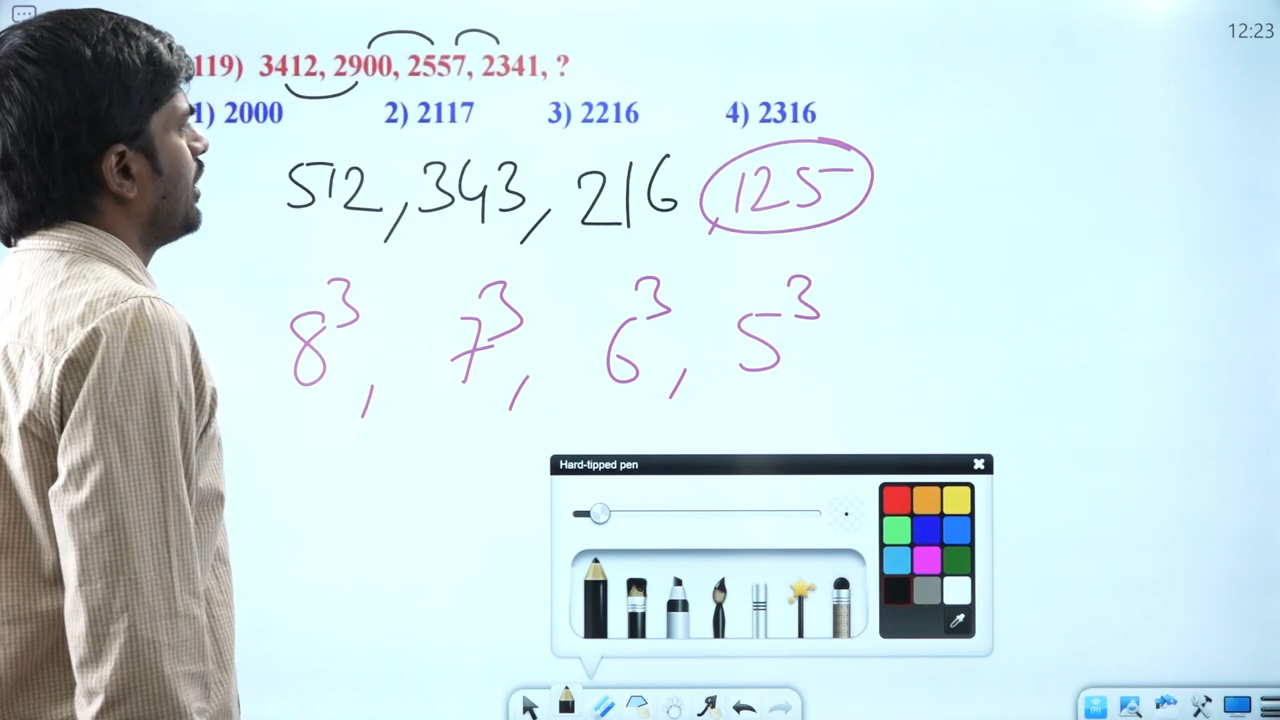 12:23
119) 3412, 2900, 2557, 2341, ?
1) 2000 2) 2117 3) 2216 4) 2316
512, 343, 216, 125
8³, 7³, 6³, 5³
Hard-tipped pen